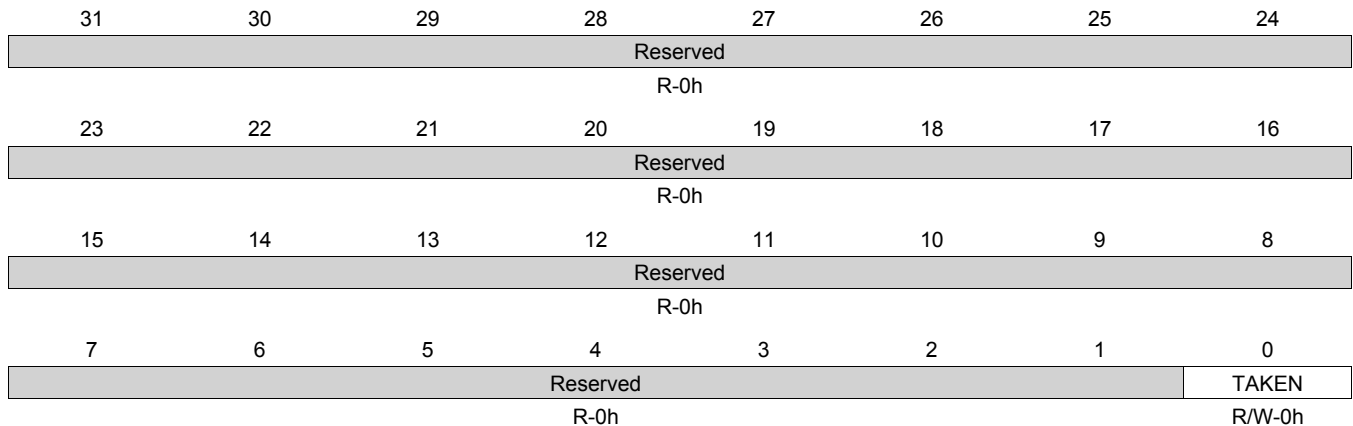 31 30 29 28 27 26 25 24
Reserved
R-0h
23 22 21 20 19 18 17 16
Reserved
R-0h
15 14 13 12 11 10 9 8
Reserved
R-0h
7 6 5 4 3 2 1 0
Reserved TAKEN
R-0h R/W-0h